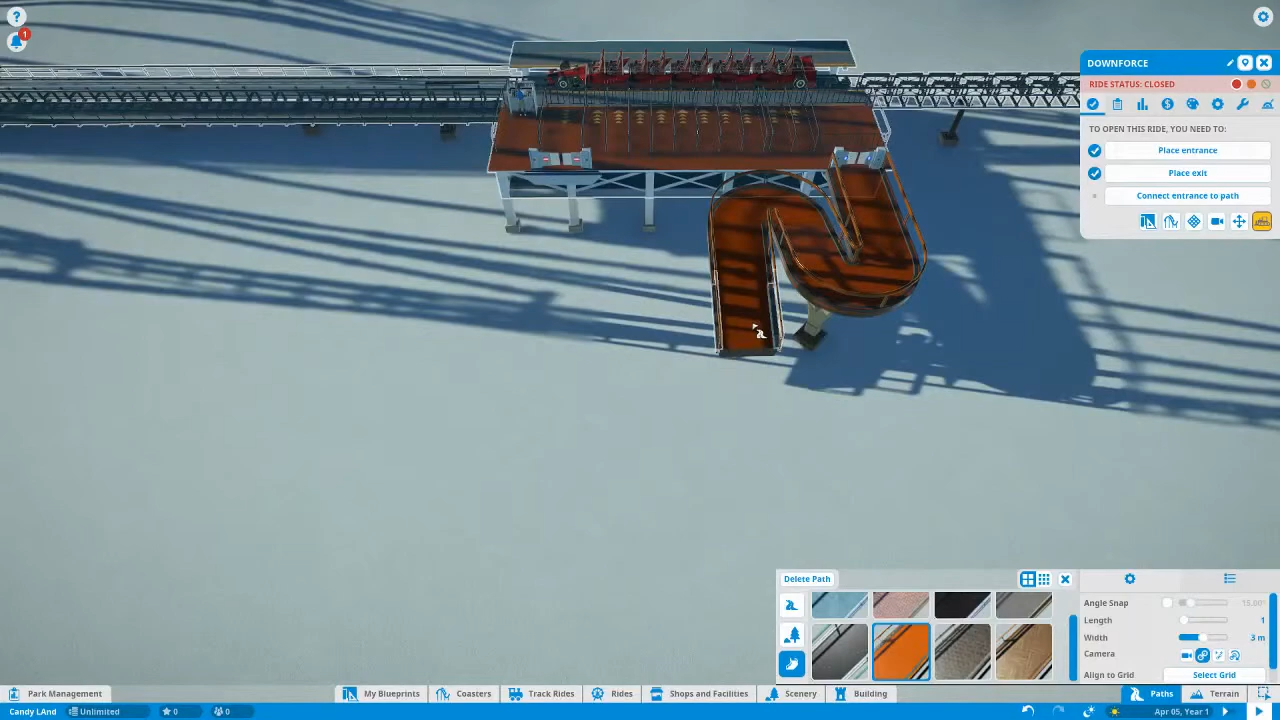 ?
1
DOWNFORCE
RIDE STATUS: CLOSED
TO OPEN THIS RIDE, YOU NEED TO:
Place entrance
Place exit
Connect entrance to path
Delete Path
Angle Snap 15.00°
Length 1
Width 3 m
Camera
Align to Grid Select Grid
Park Management My Blueprints Coasters Track Rides Rides Shops and Facilities Scenery Building Paths Terrain
Candy LAnd Unlimited 0 0 Apr 05, Year 1